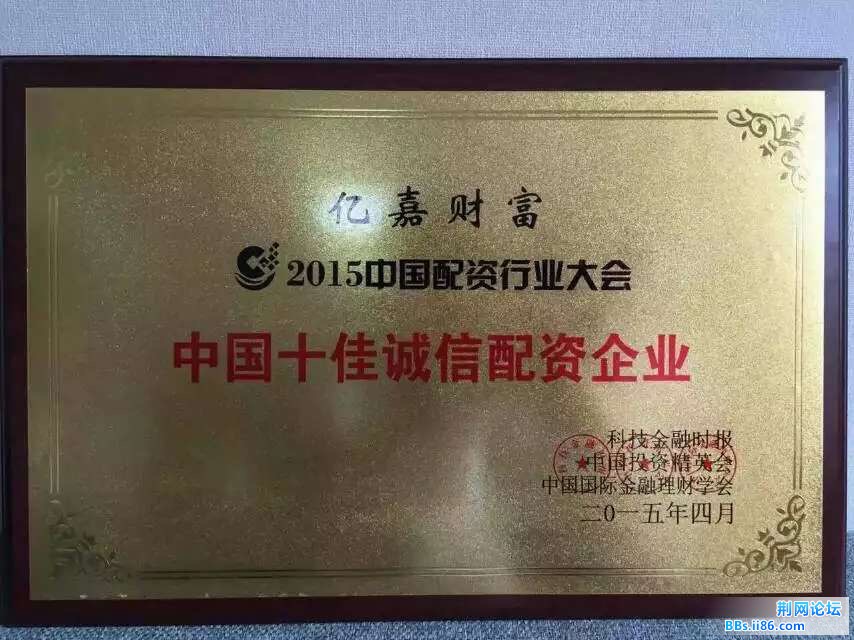 亿嘉财富
2015中国配资行业大会
中国十佳诚信配资企业
科技金融时报
中国投资精英会
中国国际金融理财学会
二0一五年四月
荆网论坛
BBs.ii86.com